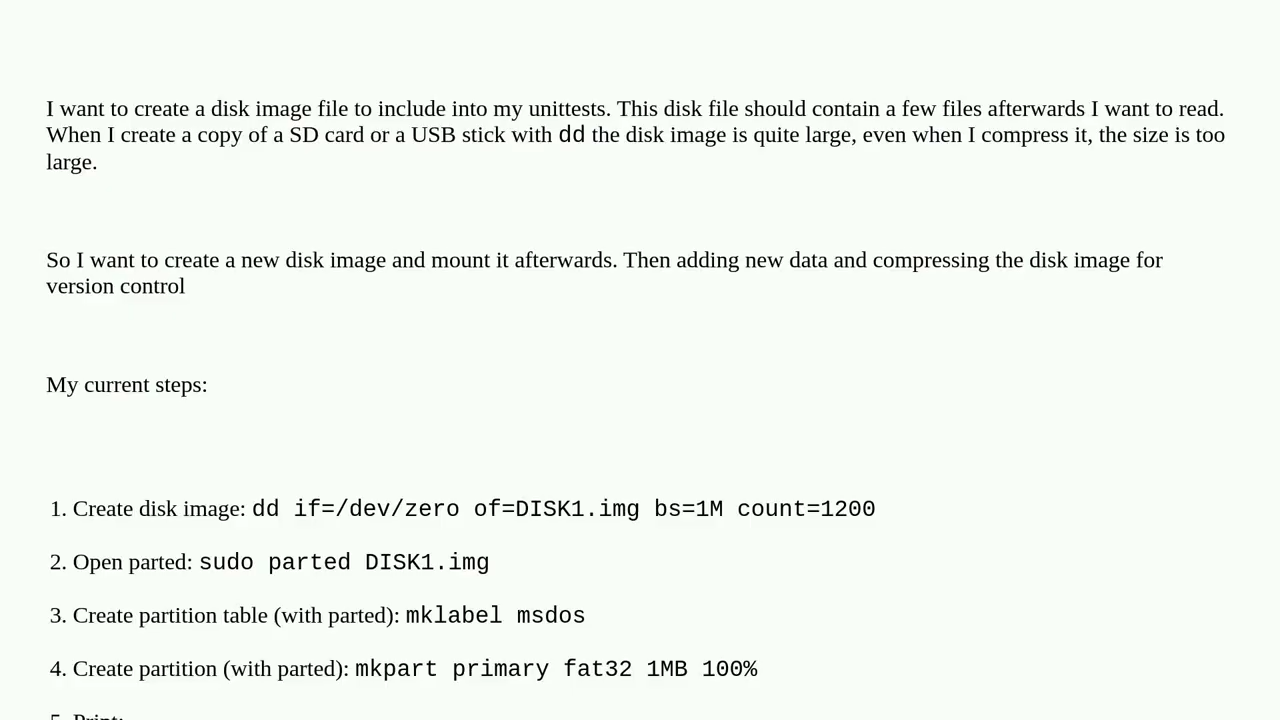 I want to create a disk image file to include into my unittests. This disk file should contain a few files afterwards I want to read.
When I create a copy of a SD card or a USB stick with dd the disk image is quite large, even when I compress it, the size is too
large.
So I want to create a new disk image and mount it afterwards. Then adding new data and compressing the disk image for
version control
My current steps:
1. Create disk image: dd if=/dev/zero of=DISK1.img bs=1M count=1200
2. Open parted: sudo parted DISK1.img
3. Create partition table (with parted): mklabel msdos
4. Create partition (with parted): mkpart primary fat32 1MB 100%
5. Print: